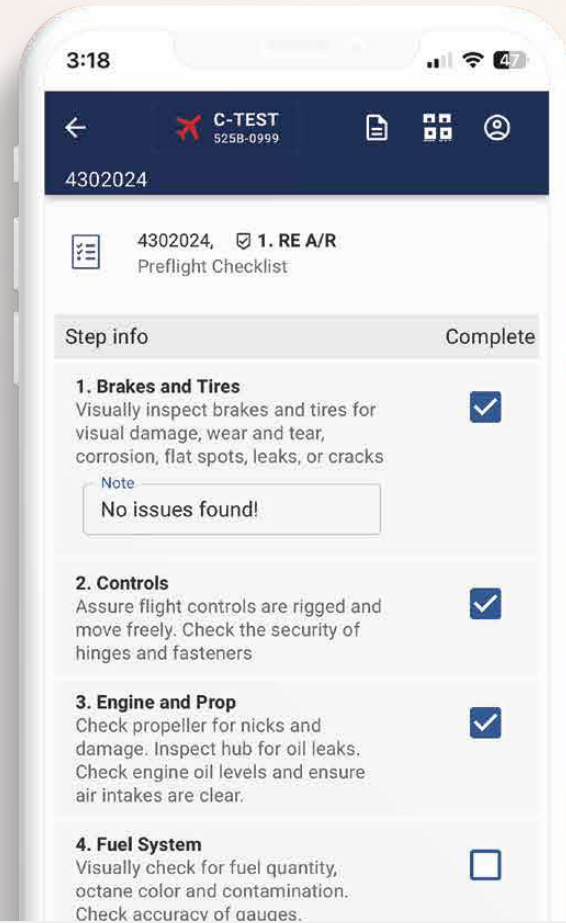 3:18
47
C-TEST
525B-0999
4302024
4302024, 1. RE A/R
Preflight Checklist
Step info Complete
1. Brakes and Tires
Visually inspect brakes and tires for
visual damage, wear and tear,
corrosion, flat spots, leaks, or cracks
Note
No issues found!
2. Controls
Assure flight controls are rigged and
move freely. Check the security of
hinges and fasteners
3. Engine and Prop
Check propeller for nicks and
damage. Inspect hub for oil leaks.
Check engine oil levels and ensure
air intakes are clear.
4. Fuel System
Visually check for fuel quantity,
octane color and contamination.
Check accuracy of gauges.